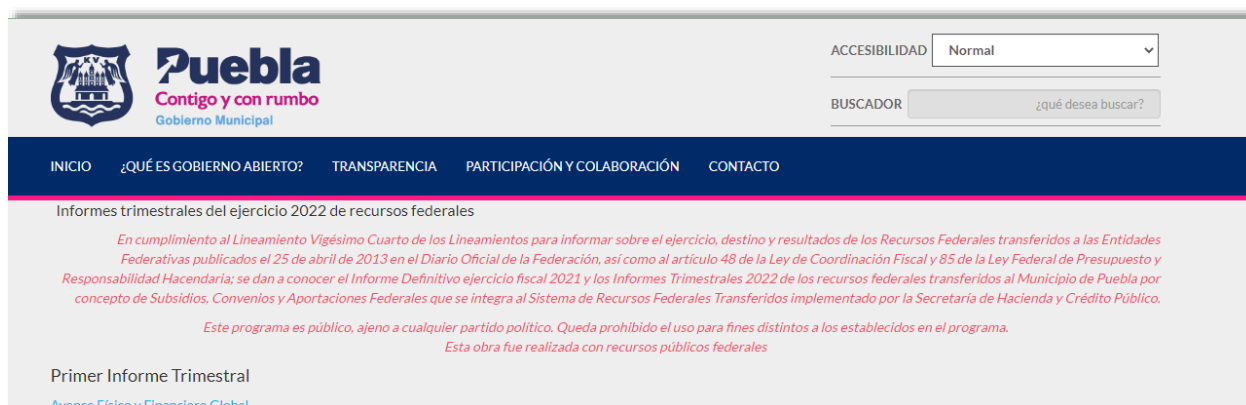 Puebla
Contigo y con rumbo
Gobierno Municipal
ACCESIBILIDAD Normal
BUSCADOR ¿qué desea buscar?
INICIO ¿QUÉ ES GOBIERNO ABIERTO? TRANSPARENCIA PARTICIPACIÓN Y COLABORACIÓN CONTACTO
Informes trimestrales del ejercicio 2022 de recursos federales
En cumplimiento al Lineamiento Vigésimo Cuarto de los Lineamientos para informar sobre el ejercicio, destino y resultados de los Recursos Federales transferidos a las Entidades
Federativas publicados el 25 de abril de 2013 en el Diario Oficial de la Federación, así como al artículo 48 de la Ley de Coordinación Fiscal y 85 de la Ley Federal de Presupuesto y
Responsabilidad Hacendaria; se dan a conocer el Informe Definitivo ejercicio fiscal 2021 y los Informes Trimestrales 2022 de los recursos federales transferidos al Municipio de Puebla por
concepto de Subsidios, Convenios y Aportaciones Federales que se integra al Sistema de Recursos Federales Transferidos implementado por la Secretaría de Hacienda y Crédito Público.
Este programa es público, ajeno a cualquier partido político. Queda prohibido el uso para fines distintos a los establecidos en el programa.
Esta obra fue realizada con recursos públicos federales
Primer Informe Trimestral
Avance Físico y Financiero Global